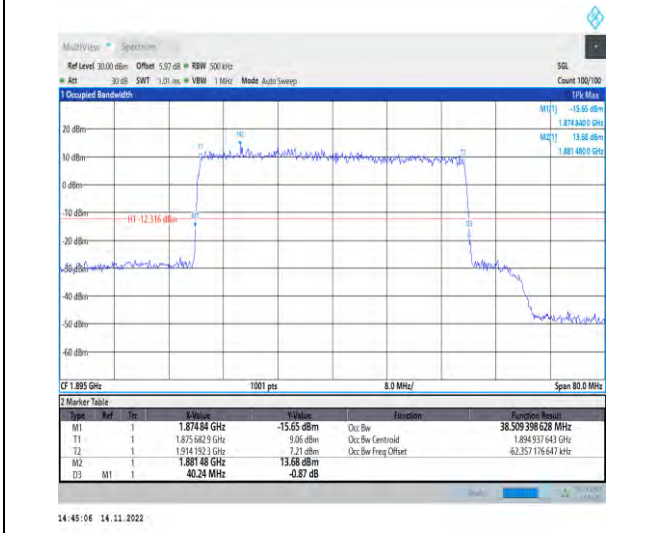 MultiView Spectrum
Ref Level 30.00 dBm Offset 5.97 dB RBW 500 kHz SGL
Att 30 dB SWT 1.01 ms VBW 1 MHz Mode Auto Sweep Count 100/100
1 Occupied Bandwidth 1Pk Max
M1[1] -15.65 dBm
1.874 840 0 GHz
M2[1] 13.68 dBm
1.881 480 0 GHz
20 dBm
M2
T1
T2
10 dBm
0 dBm
-10 dBm
H1 -12.316 dBm
M1
D3
-20 dBm
-30 dBm
-40 dBm
-50 dBm
-60 dBm
CF 1.895 GHz 1001 pts 8.0 MHz/ Span 80.0 MHz
2 Marker Table
Type Ref Trc X-Value Y-Value Function Function Result
M1 1 1.874 84 GHz -15.65 dBm Occ Bw 38.509 398 628 MHz
T1 1 1.875 682 9 GHz 9.06 dBm Occ Bw Centroid 1.894 937 643 GHz
T2 1 1.914 192 3 GHz 7.21 dBm Occ Bw Freq Offset -62.357 176 647 kHz
M2 1 1.881 48 GHz 13.68 dBm
D3 M1 1 40.24 MHz -0.87 dB
14:45:06 14.11.2022